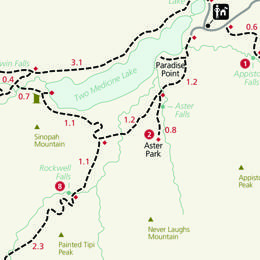 0.6
win Falls
3.1
0.4
0.7
Two Medicine Lake
Paradise
Point
1
Appisto
Falls
1.2
Aster
Falls
1.1
1.2
2
0.8
Sinopah
Mountain
Aster
Park
1.1
Rockwell
Falls
8
Appist
Peak
Never Laughs
Mountain
Painted Tipi
Peak
2.3